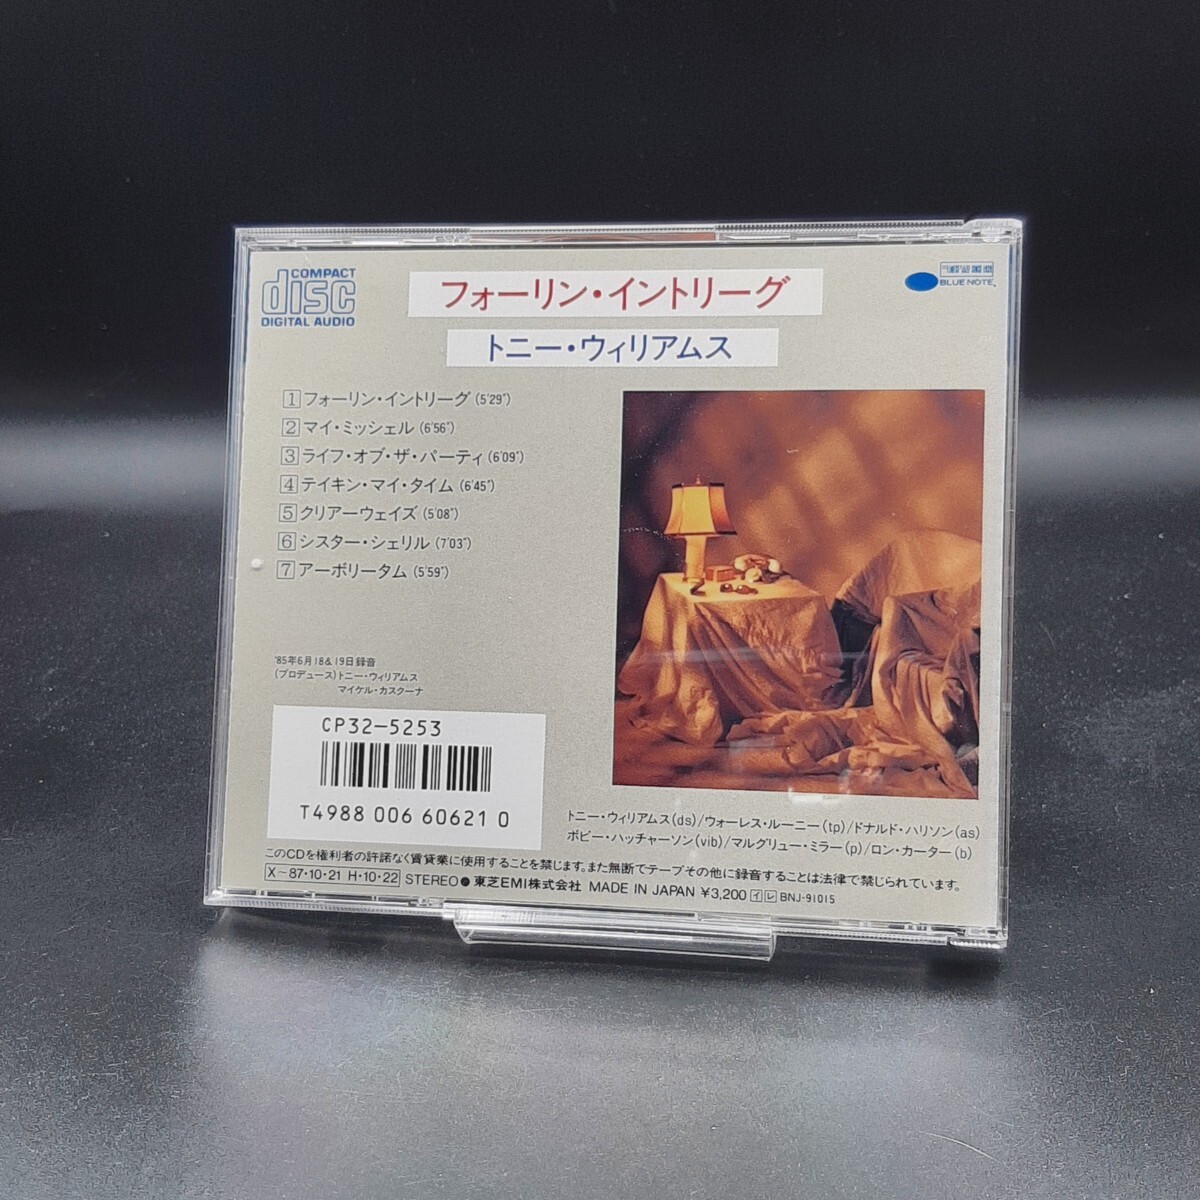 COMPACT
disc
DIGITAL AUDIO
フォーリン・イントリーグ
トニー・ウィリアムス
BLUE NOTE
1 フォーリン・イントリーグ (5'29")
2 マイ・ミッシェル (6'56")
3 ライフ・オブ・ザ・パーティ (6'09")
4 テイキン・マイ・タイム (6'45")
5 クリアーウェイズ (5'08")
6 シスター・シェリル (7'03")
7 アーボリータム (5'59")
'85年6月18&19日録音
(プロデュース)トニー・ウィリアムス
マイケル・カスクーナ
CP32-5253
T4988 006 606210
トニー・ウィリアムス(ds)/ウォーレス・ルーニー(tp)/ドナルド・ハリソン(as)
ボビー・ハッチャーソン(vib)/マルグリュー・ミラー(p)/ロン・カーター(b)
このCDを権利者の許諾なく賃貸業に使用することを禁じます。また無断でテープその他に録音することは法律で禁じられています。
X-87・10・21 H・10・22 STEREO ● 東芝EMI株式会社 MADE IN JAPAN ¥3,200 イ レ BNJ-91015